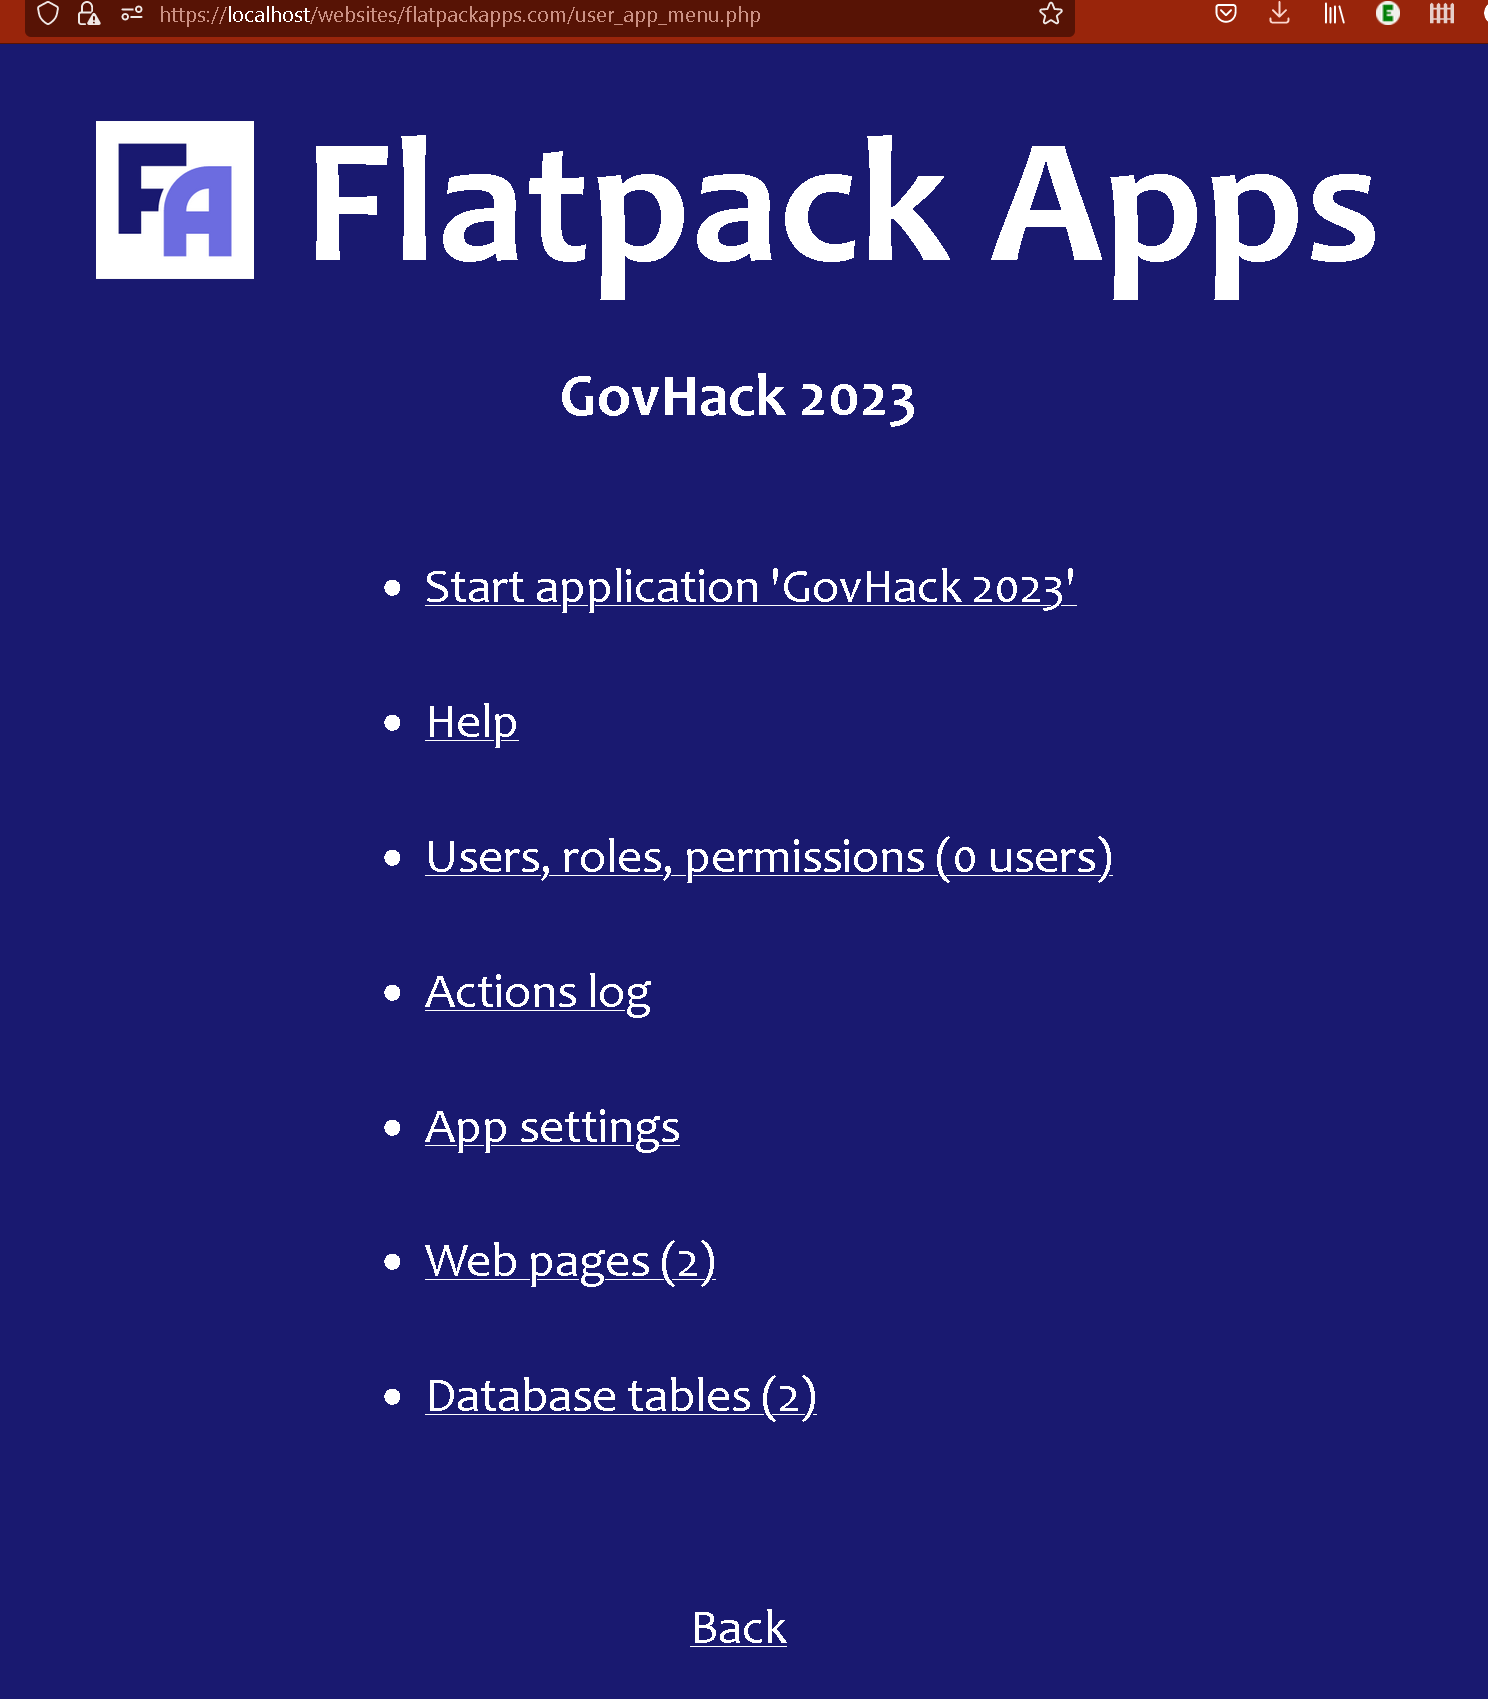 https://localhost/websites/flatpackapps.com/user_app_menu.php
E
FA Flatpack Apps
GovHack 2023
Start application 'GovHack 2023'
Help
Users, roles, permissions (0 users)
Actions log
App settings
Web pages (2)
Database tables (2)
Back